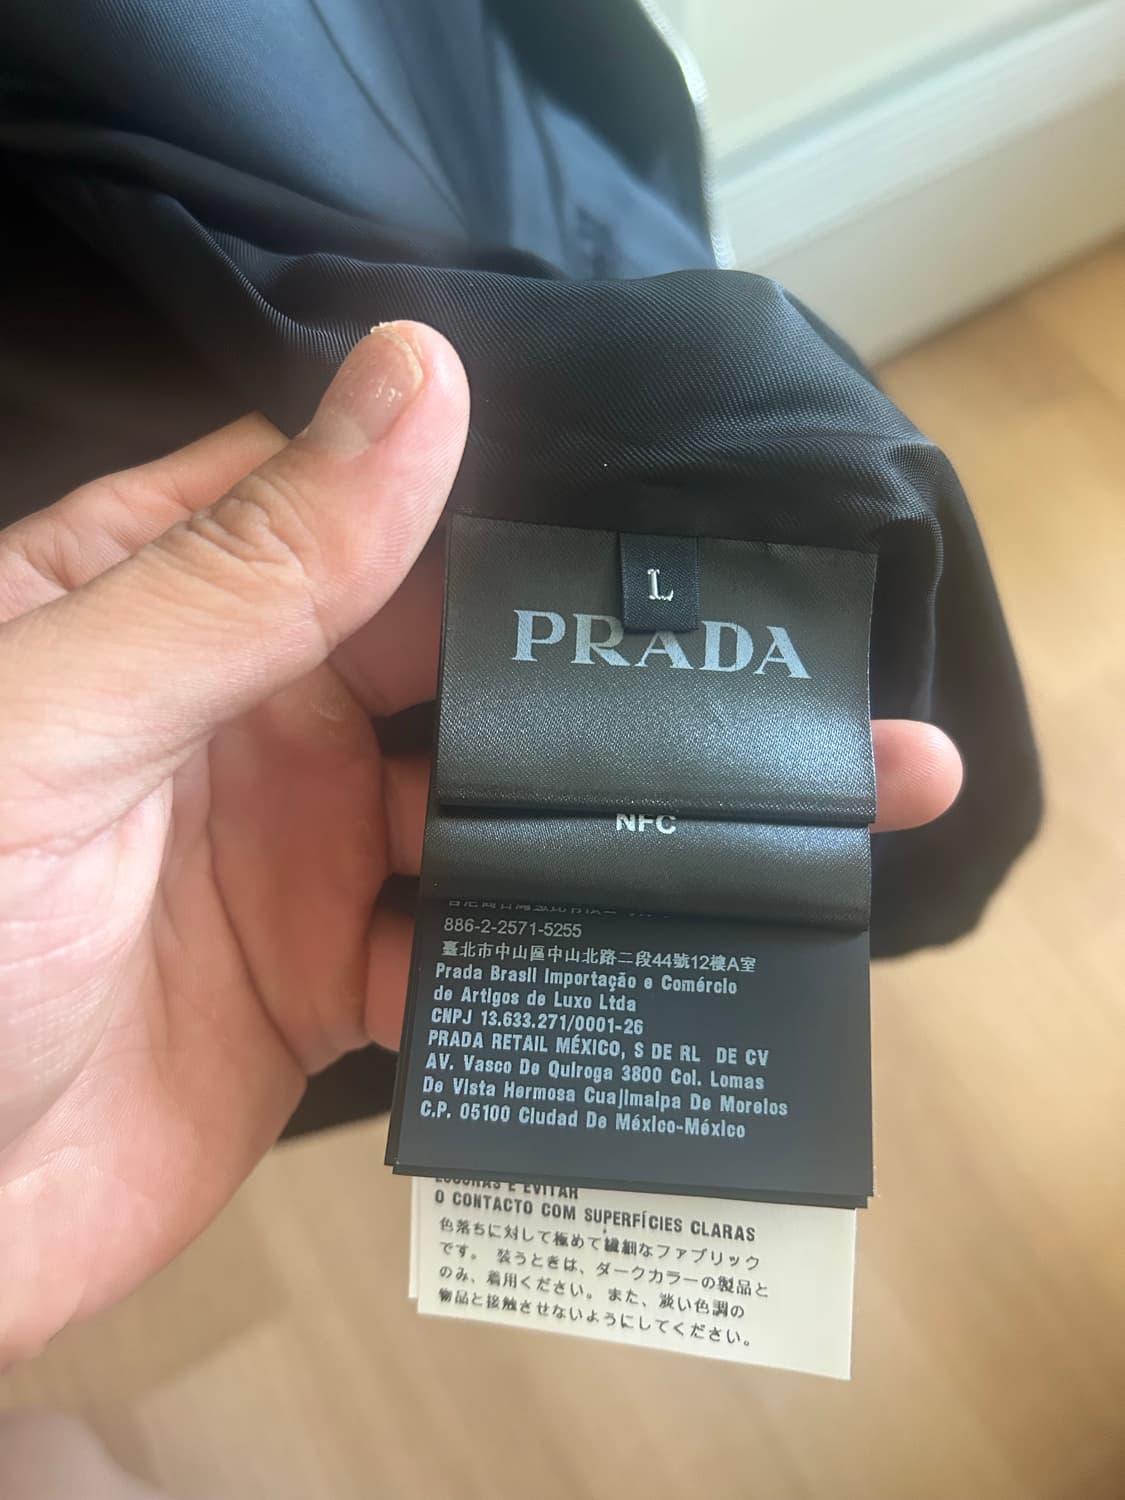 L
PRADA
NFC
886-2-2571-5255
臺北市中山區中山北路二段44號12樓A室
Prada Brasil Importação e Comércio
de Artigos de Luxo Ltda
CNPJ 13.633.271/0001-26
PRADA RETAIL MÉXICO, S DE RL DE CV
AV. Vasco De Quiroga 3800 Col. Lomas
De Vista Hermosa Cuajimalpa De Morelos
C.P. 05100 Ciudad De México-México
ESCURAS E EVITAR
O CONTACTO COM SUPERFÍCIES CLARAS
色落ちに対して極めて繊細なファブリック
です。 装うときは、ダークカラーの製品と
のみ、着用ください。また、淡い色調の
物品と接触させないようにしてください。